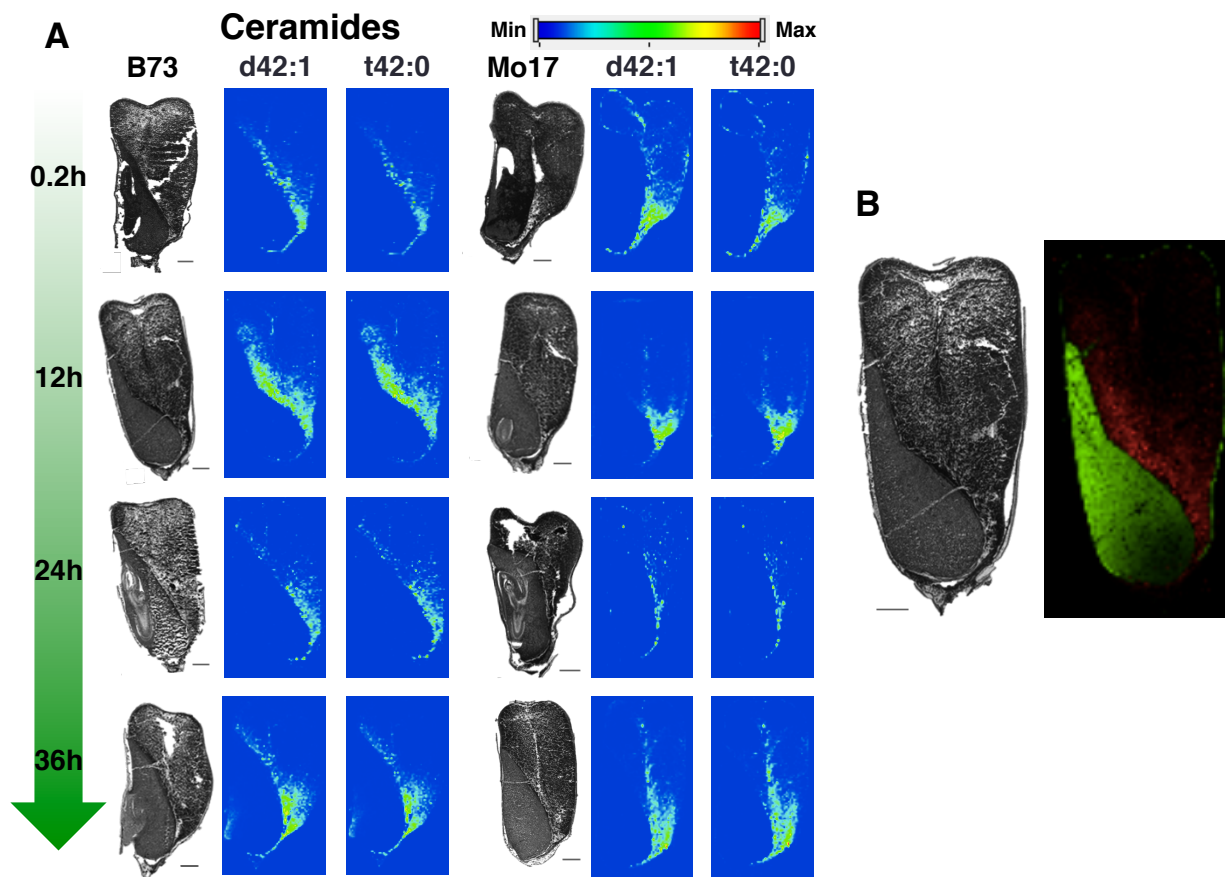 A
Ceramides
Min Max
B73 d42:1 t42:0 Mo17 d42:1 t42:0
0.2h
B
12h
24h
36h